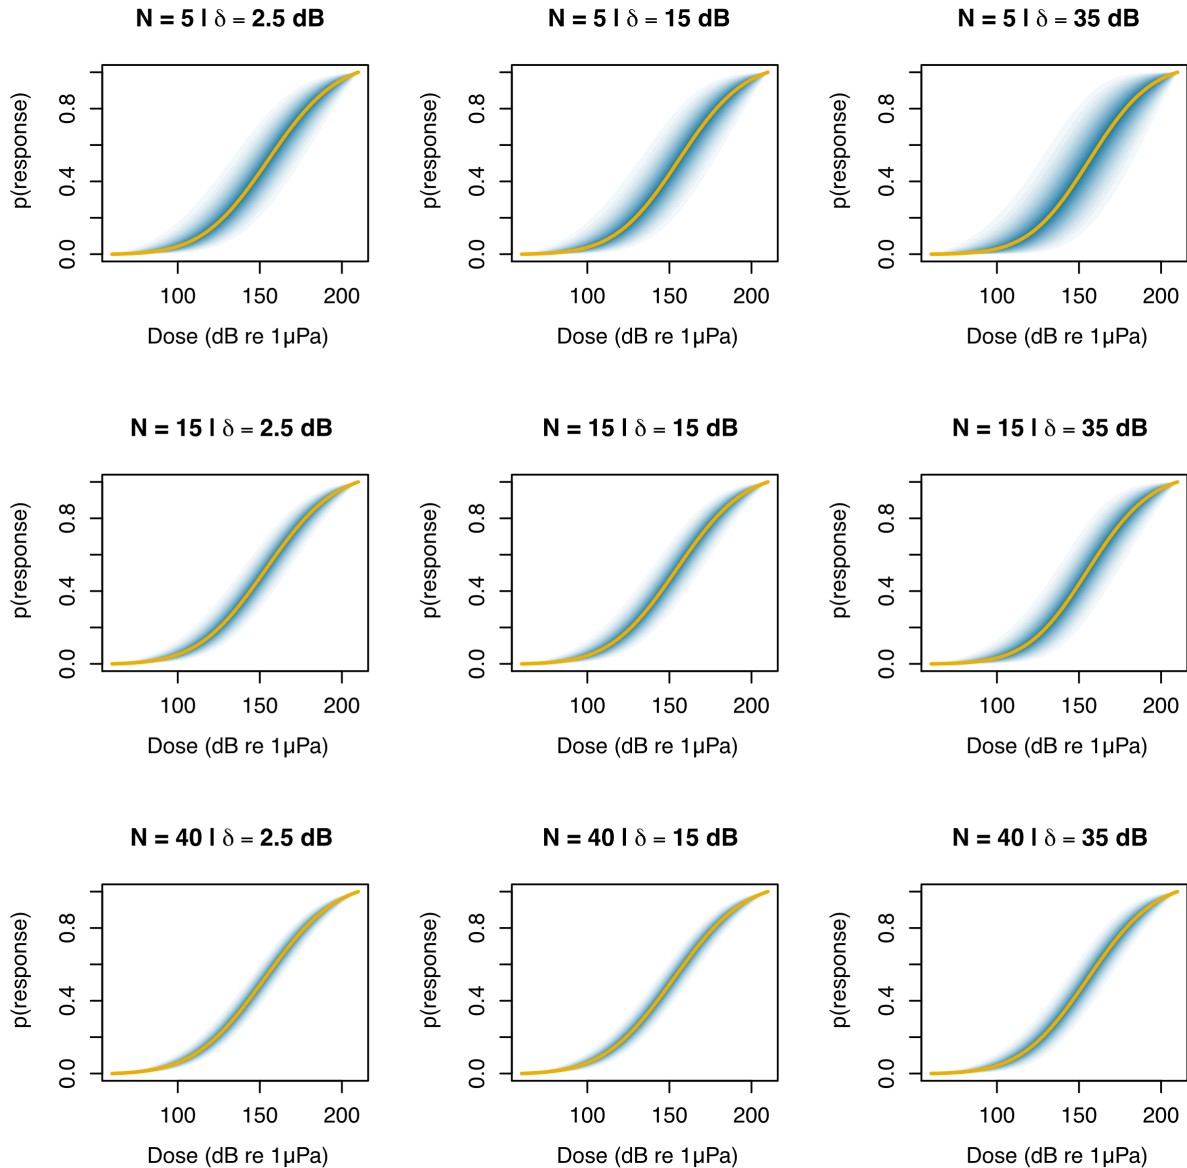 N = 5 | δ = 2.5 dB
N = 5 | δ = 15 dB
N = 5 | δ = 35 dB
p(response)
0.0 0.4 0.8
100 150 200
Dose (dB re 1µPa)
p(response)
0.0 0.4 0.8
100 150 200
Dose (dB re 1µPa)
p(response)
0.0 0.4 0.8
100 150 200
Dose (dB re 1µPa)
N = 15 | δ = 2.5 dB
N = 15 | δ = 15 dB
N = 15 | δ = 35 dB
p(response)
0.0 0.4 0.8
100 150 200
Dose (dB re 1µPa)
p(response)
0.0 0.4 0.8
100 150 200
Dose (dB re 1µPa)
p(response)
0.0 0.4 0.8
100 150 200
Dose (dB re 1µPa)
N = 40 | δ = 2.5 dB
N = 40 | δ = 15 dB
N = 40 | δ = 35 dB
p(response)
0.0 0.4 0.8
100 150 200
Dose (dB re 1µPa)
p(response)
0.0 0.4 0.8
100 150 200
Dose (dB re 1µPa)
p(response)
0.0 0.4 0.8
100 150 200
Dose (dB re 1µPa)